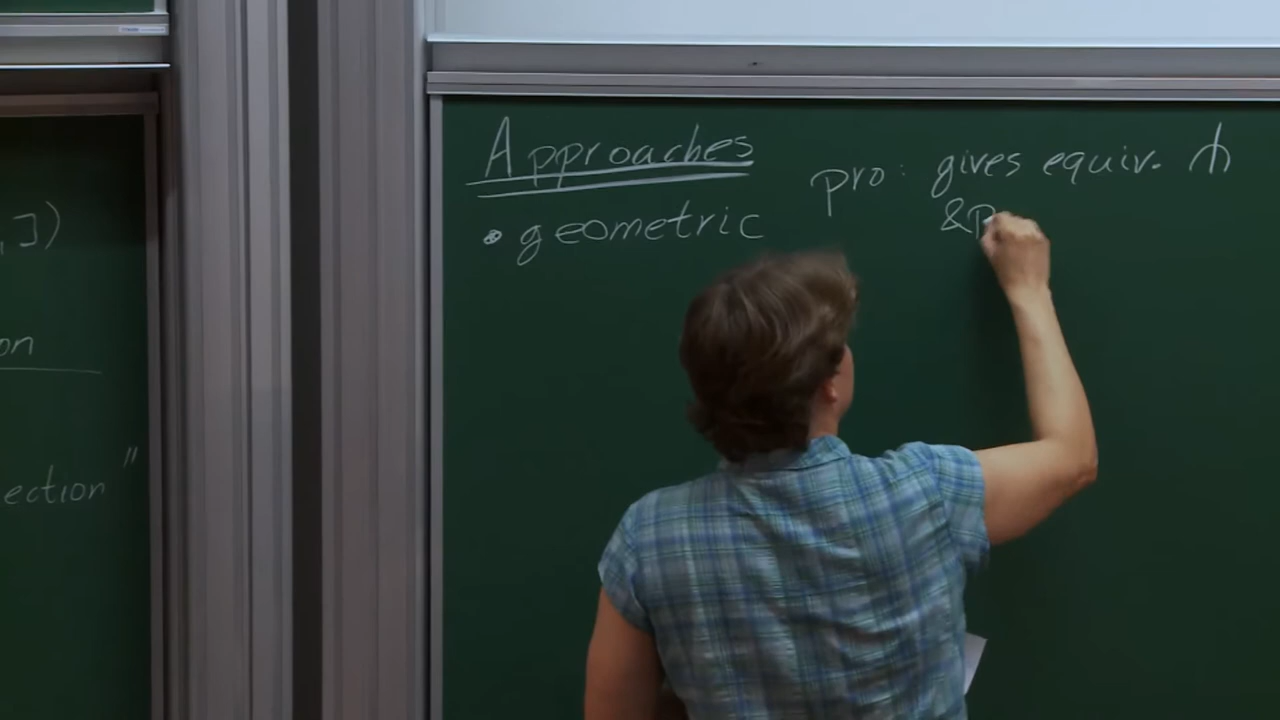 , ])
on
ection"
Approaches
• geometric
pro: gives equiv. ⋔
&P